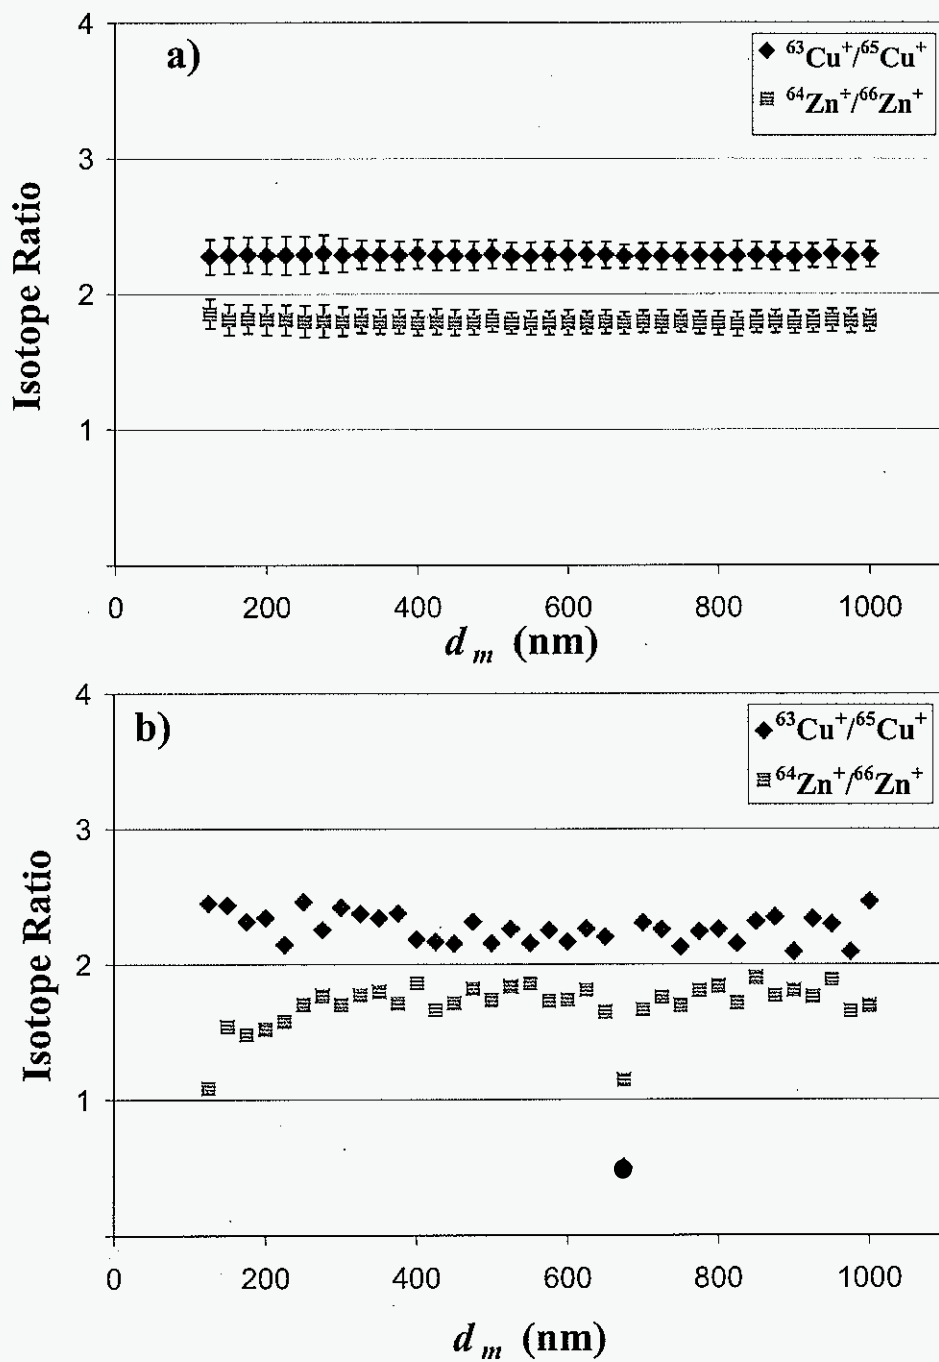 a)
⁶³Cu⁺/⁶⁵Cu⁺
⁶⁴Zn⁺/⁶⁶Zn⁺
Isotope Ratio
4
3
2
1
0 200 400 600 800 1000
d m (nm)
b)
⁶³Cu⁺/⁶⁵Cu⁺
⁶⁴Zn⁺/⁶⁶Zn⁺
Isotope Ratio
4
3
2
1
0 200 400 600 800 1000
d m (nm)